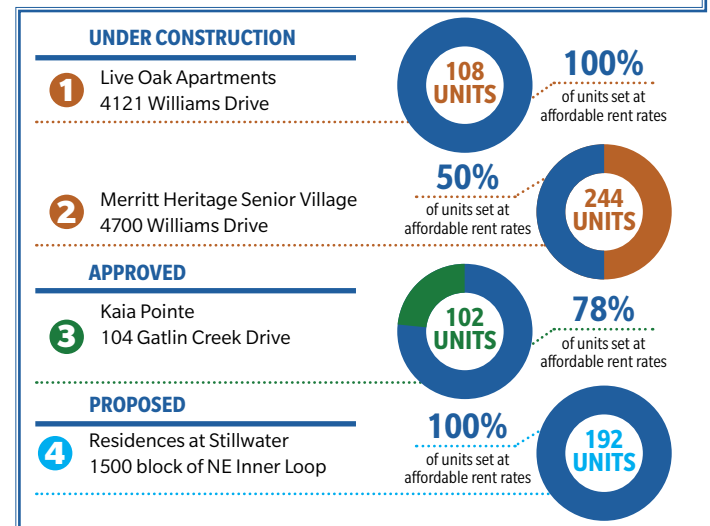 UNDER CONSTRUCTION
1
Live Oak Apartments
4121 Williams Drive
108
UNITS
100%
of units set at
affordable rent rates
2
Merritt Heritage Senior Village
4700 Williams Drive
50%
of units set at
affordable rent rates
244
UNITS
APPROVED
3
Kaia Pointe
104 Gatlin Creek Drive
102
UNITS
78%
of units set at
affordable rent rates
PROPOSED
4
Residences at Stillwater
1500 block of NE Inner Loop
100%
of units set at
affordable rent rates
192
UNITS